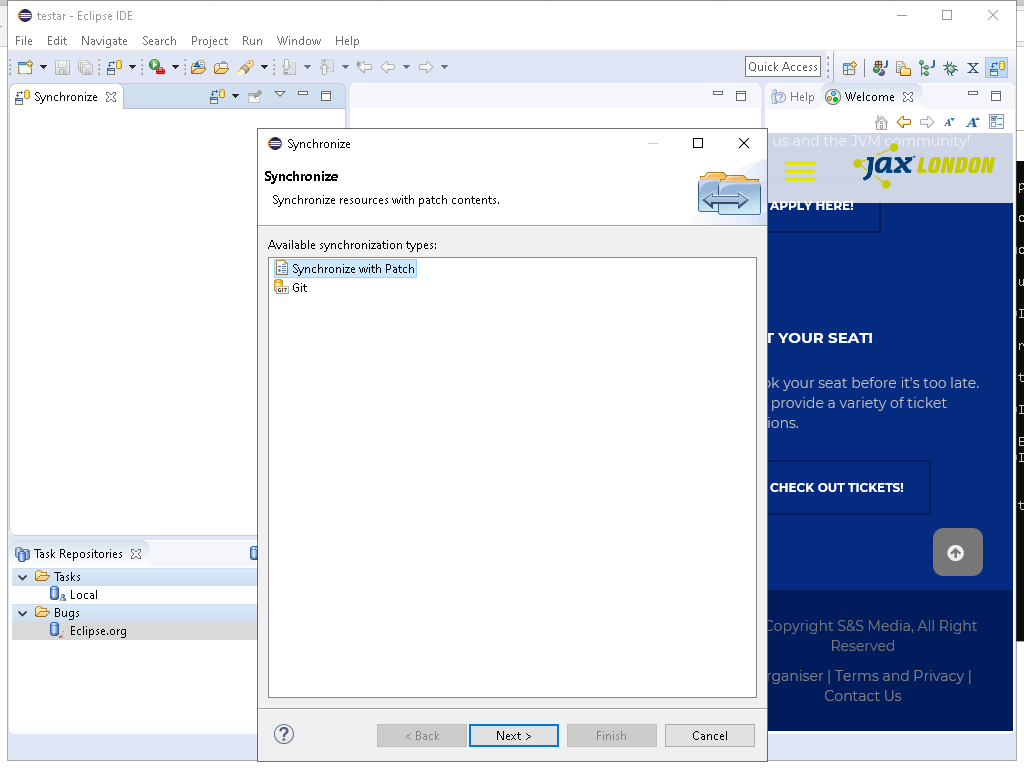 testar - Eclipse IDE
File Edit Navigate Search Project Run Window Help
Quick Access
Synchronize
Help Welcome
us and the JVM community!
JAX LONDON
APPLY HERE!
Synchronize
Synchronize
Synchronize resources with patch contents.
Available synchronization types:
Synchronize with Patch
GIT Git
T YOUR SEAT!
ok your seat before it's too late.
provide a variety of ticket
ions.
CHECK OUT TICKETS!
Task Repositories
Tasks
Local
Bugs
Eclipse.org
Copyright S&S Media, All Right
Reserved
rganiser | Terms and Privacy |
Contact Us
< Back Next > Finish Cancel